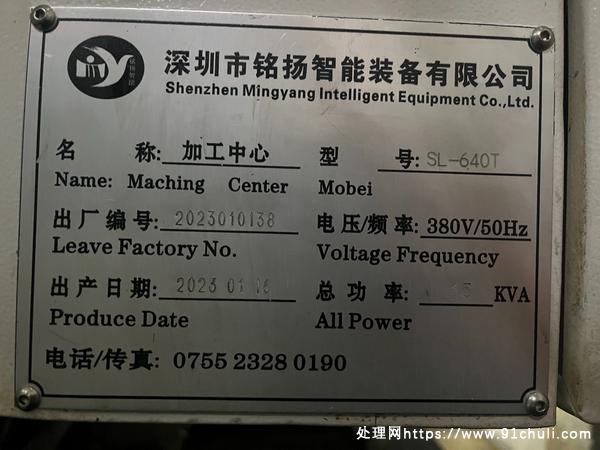 深圳市铭扬智能装备有限公司
Shenzhen Mingyang Intelligent Equipment Co.,Ltd.
名 称: 加工中心 型 号: SL-640T
Name: Maching Center Mobei
出厂编号: 2023010138 电压/频率: 380V/50Hz
Leave Factory No. Voltage Frequency
出产日期: 2023 01 总功率: 15 KVA
Produce Date All Power
电话/传真: 0755 2328 0190
处理网https://www.91chuli.com/